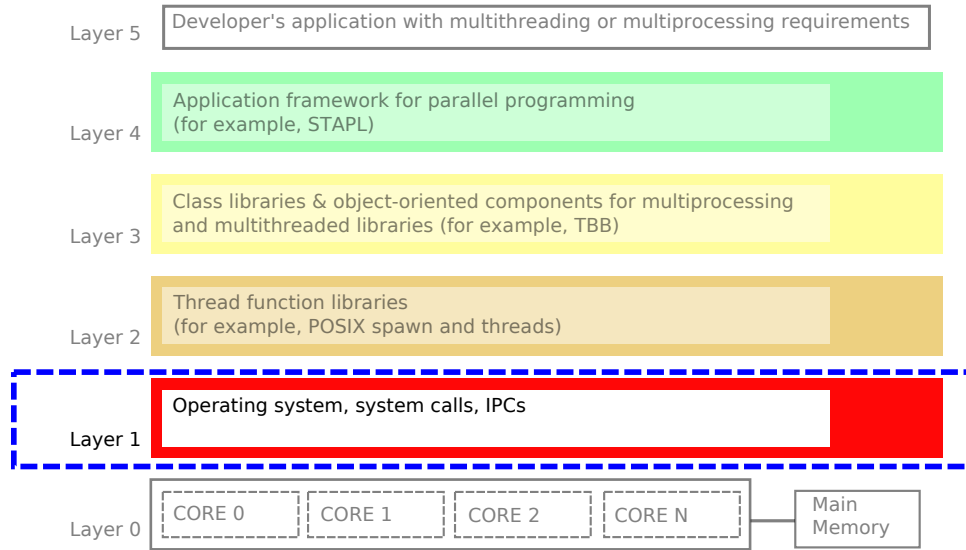 Layer 5
Developer's application with multithreading or multiprocessing requirements
Layer 4
Application framework for parallel programming
(for example, STAPL)
Layer 3
Class libraries & object-oriented components for multiprocessing
and multithreaded libraries (for example, TBB)
Layer 2
Thread function libraries
(for example, POSIX spawn and threads)
Layer 1
Operating system, system calls, IPCs
Layer 0
CORE 0
CORE 1
CORE 2
CORE N
Main
Memory